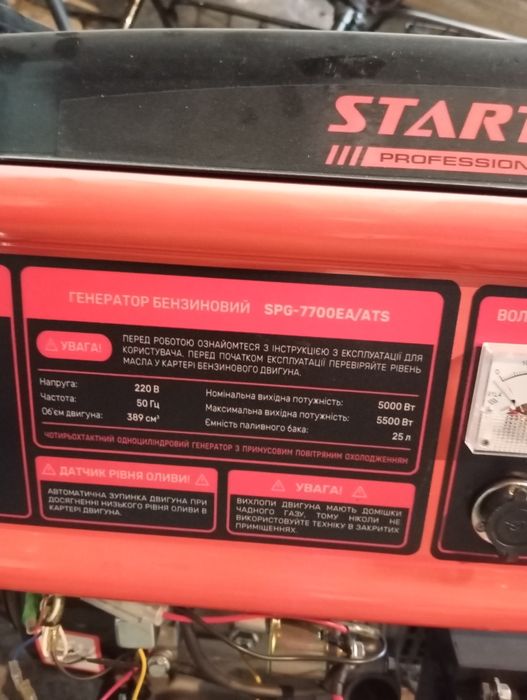 START
PROFESSION
ГЕНЕРАТОР БЕНЗИНОВИЙ SPG-7700EA/ATS
УВАГА!
ПЕРЕД РОБОТОЮ ОЗНАЙОМТЕСЯ З ІНСТРУКЦІЄЮ З ЕКСПЛУАТАЦІЇ ДЛЯ
КОРИСТУВАЧА. ПЕРЕД ПОЧАТКОМ ЕКСПЛУАТАЦІЇ ПЕРЕВІРЯЙТЕ РІВЕНЬ
МАСЛА У КАРТЕРІ БЕНЗИНОВОГО ДВИГУНА.
Напруга: 220 В
Частота: 50 Гц
Об'єм двигуна: 389 см³
Номінальна вихідна потужність: 5000 Вт
Максимальна вихідна потужність: 5500 Вт
Ємність паливного бака: 25 л
ЧОТИРЬОХТАКТНИЙ ОДНОЦИЛІНДРОВИЙ ГЕНЕРАТОР З ПРИМУСОВИМ ПОВІТРЯНИМ ОХОЛОДЖЕННЯМ
ДАТЧИК РІВНЯ ОЛИВИ!
АВТОМАТИЧНА ЗУПИНКА ДВИГУНА ПРИ
ДОСЯГНЕННІ НИЗЬКОГО РІВНЯ ОЛИВИ В
КАРТЕРІ ДВИГУНА.
УВАГА!
ВИХЛОПИ ДВИГУНА МАЮТЬ ДОМІШКИ
ЧАДНОГО ГАЗУ, ТОМУ НІКОЛИ НЕ
ВИКОРИСТОВУЙТЕ ТЕХНІКУ В ЗАКРИТИХ
ПРИМІЩЕННЯХ.
ВОЛ